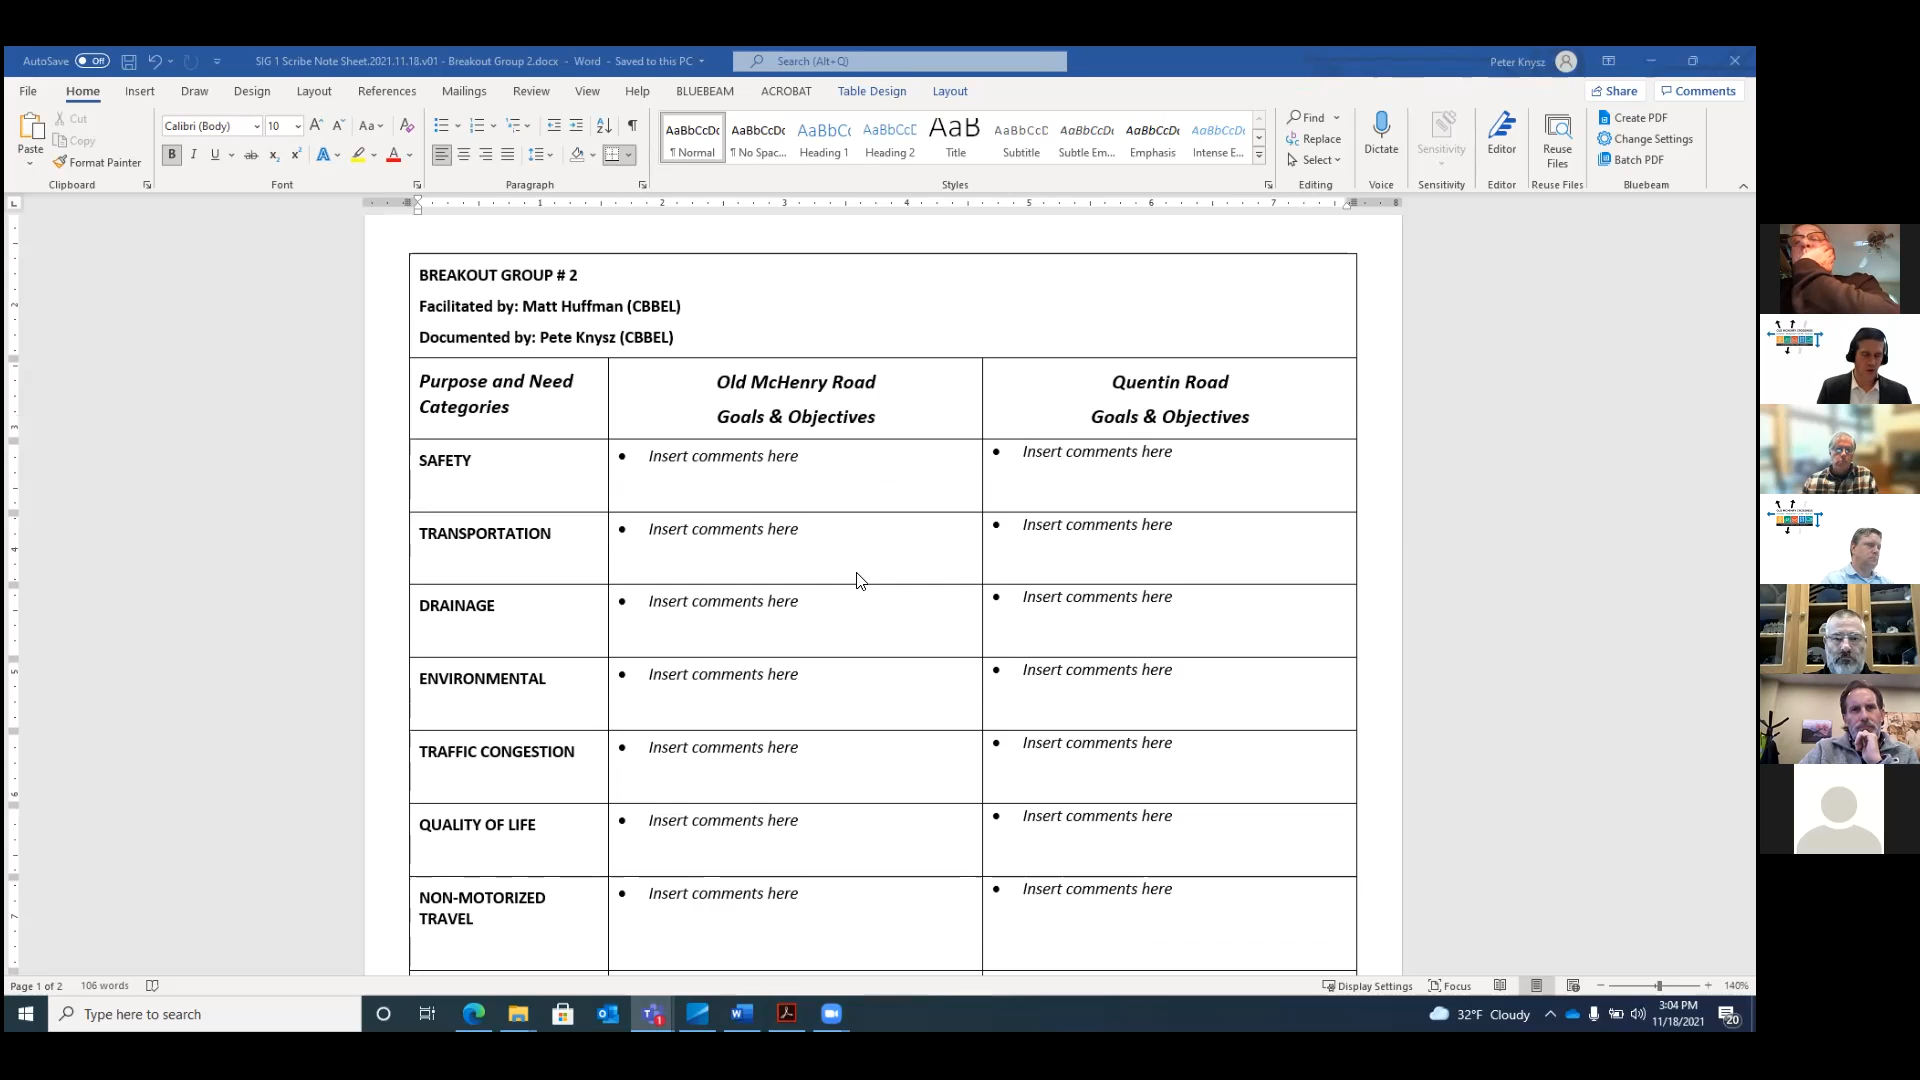 AutoSave Off SIG 1 Scribe Note Sheet.2021.11.18.v01 - Breakout Group 2.docx - Word - Saved to this PC Search (Alt+Q) Peter Knysz
File Home Insert Draw Design Layout References Mailings Review View Help BLUEBEAM ACROBAT Table Design Layout Share Comments
Paste Cut Copy Format Painter
Calibri (Body) 10
AaBbCcDc AaBbCcDc AaBbCc AaBbCcE AaB AaBbCcD AaBbCcDc AaBbCcDc AaBbCcDc
¶ Normal ¶ No Spac... Heading 1 Heading 2 Title Subtitle Subtle Em... Emphasis Intense E...
Find Replace Select
Dictate Sensitivity Editor Reuse Files
Create PDF
Change Settings
Batch PDF
Clipboard Font Paragraph Styles Editing Voice Sensitivity Editor Reuse Files Bluebeam
1 2 3 4 5 6 7 8
BREAKOUT GROUP # 2
Facilitated by: Matt Huffman (CBBEL)
Documented by: Pete Knysz (CBBEL)
Purpose and Need Categories
Old McHenry Road
Goals & Objectives
Quentin Road
Goals & Objectives
SAFETY • Insert comments here • Insert comments here
TRANSPORTATION • Insert comments here • Insert comments here
DRAINAGE • Insert comments here • Insert comments here
ENVIRONMENTAL • Insert comments here • Insert comments here
TRAFFIC CONGESTION • Insert comments here • Insert comments here
QUALITY OF LIFE • Insert comments here • Insert comments here
NON-MOTORIZED TRAVEL • Insert comments here • Insert comments here
Page 1 of 2 106 words Display Settings Focus 140%
Type here to search 32°F Cloudy 3:04 PM
11/18/2021 20